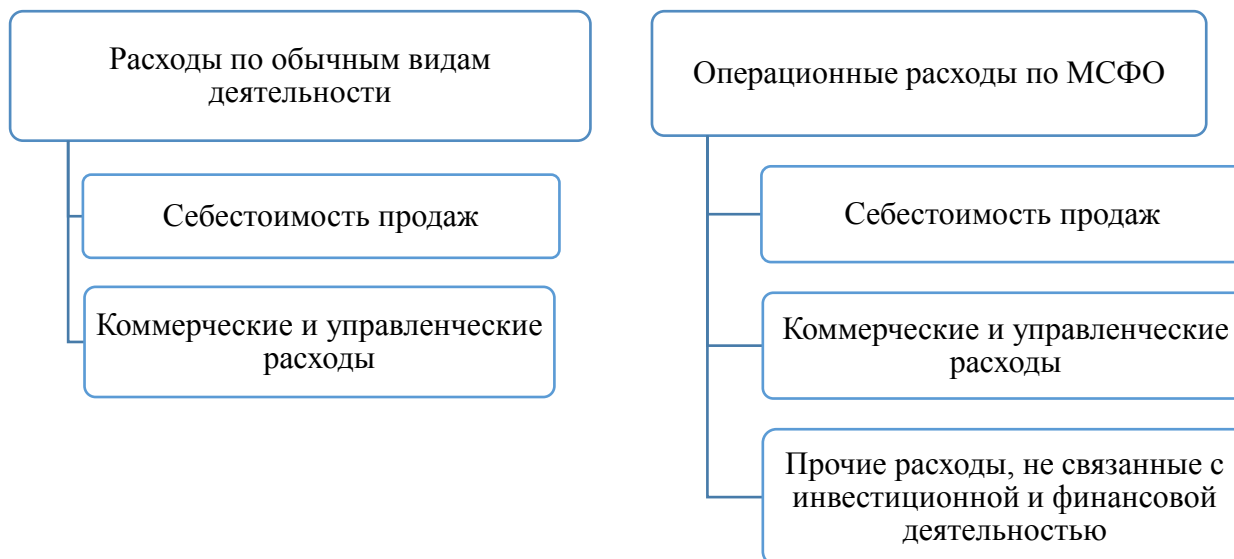 Расходы по обычным видам
деятельности
Себестоимость продаж
Коммерческие и управленческие
расходы
Операционные расходы по МСФО
Себестоимость продаж
Коммерческие и управленческие
расходы
Прочие расходы, не связанные с
инвестиционной и финансовой
деятельностью